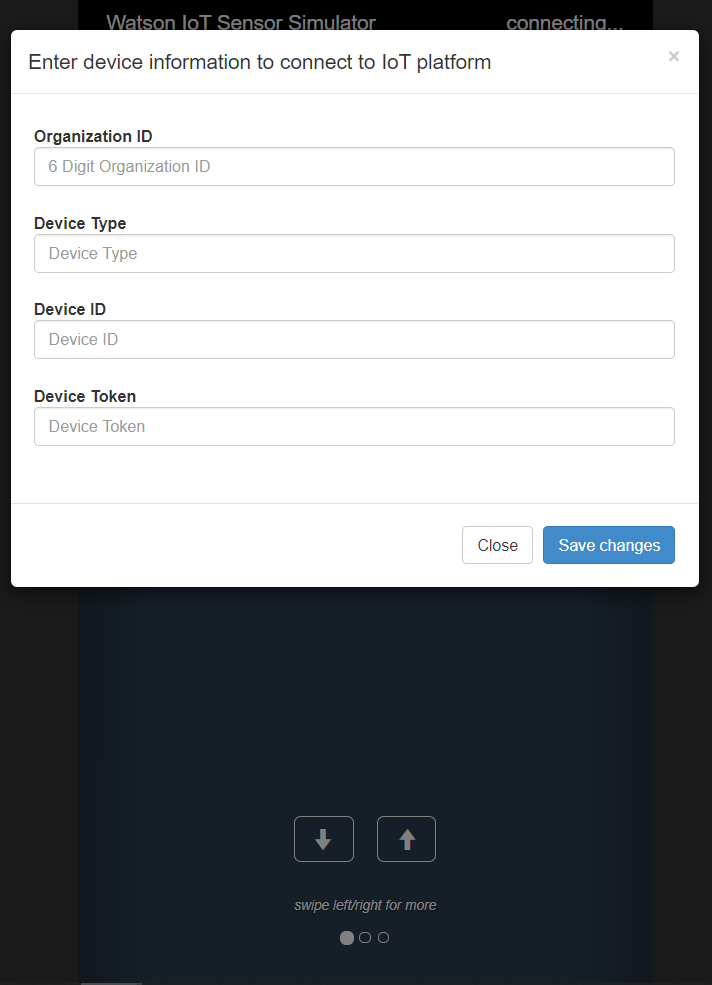 Watson IoT Sensor Simulator connecting...
Enter device information to connect to IoT platform ×
Organization ID
6 Digit Organization ID
Device Type
Device Type
Device ID
Device ID
Device Token
Device Token
Close Save changes
swipe left/right for more